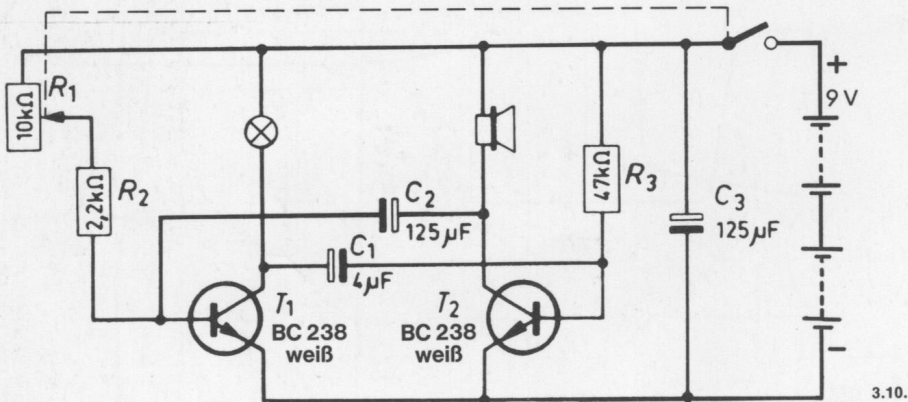 R1
10kΩ
R2
2,2kΩ
C2
125µF
C1
4µF
T1
BC 238
weiß
T2
BC 238
weiß
47kΩ
R3
C3
125µF
+
9 V
−
3.10.